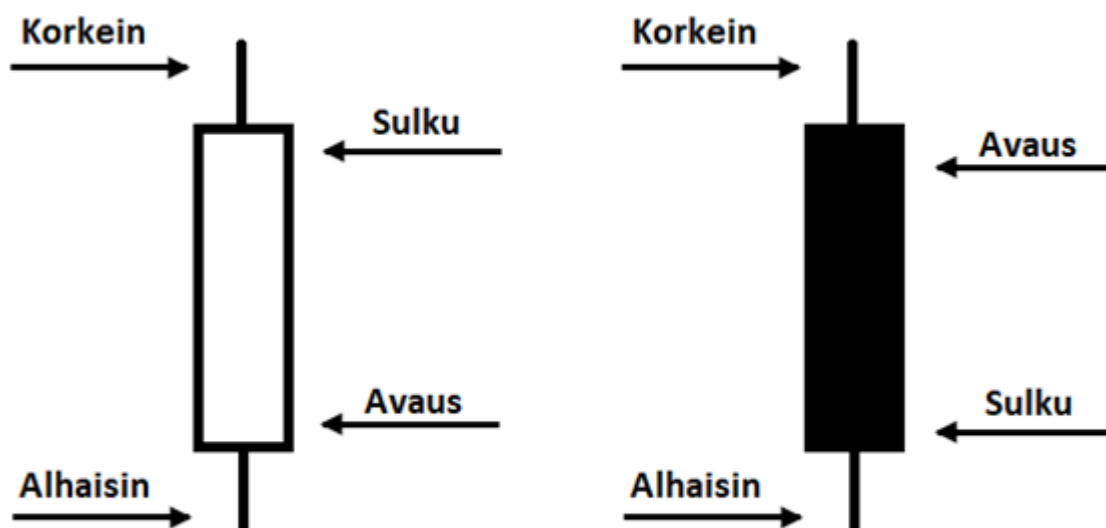 Korkein
Sulku
Avaus
Alhaisin
Korkein
Avaus
Sulku
Alhaisin